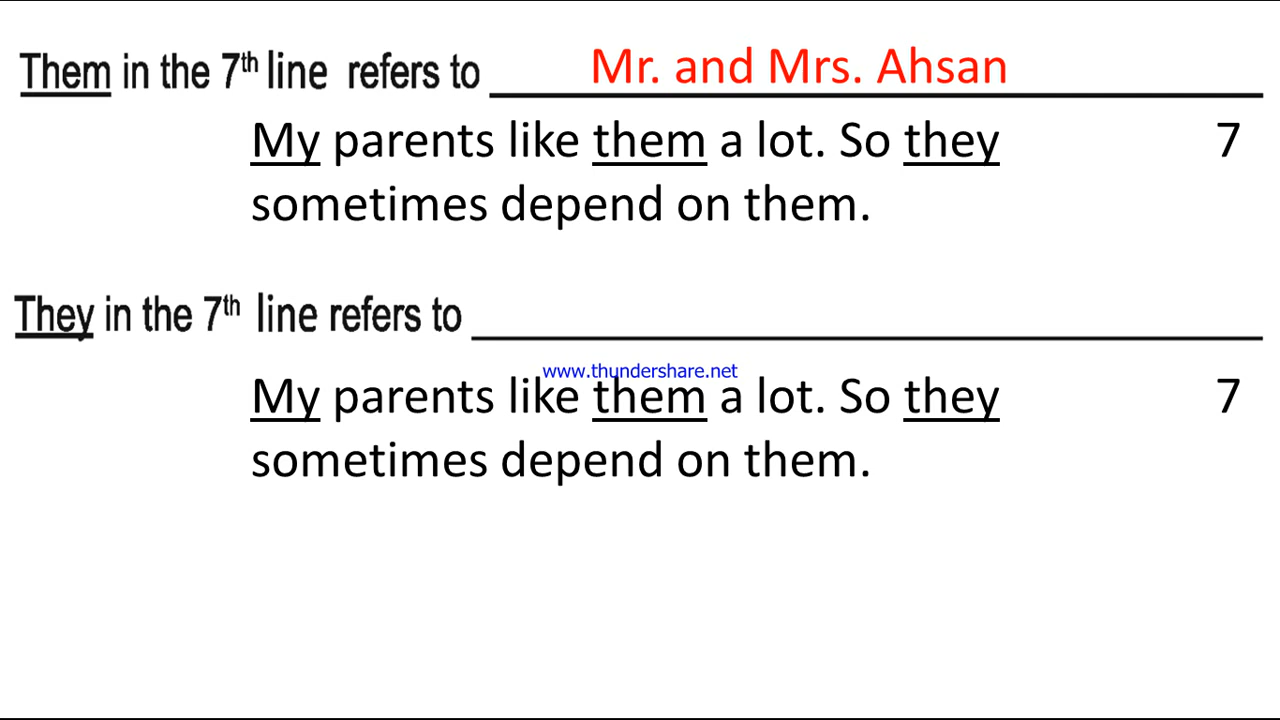 Them in the 7th line refers to Mr. and Mrs. Ahsan
My parents like them a lot. So they 7
sometimes depend on them.
They in the 7th line refers to
www.thundershare.net
My parents like them a lot. So they 7
sometimes depend on them.